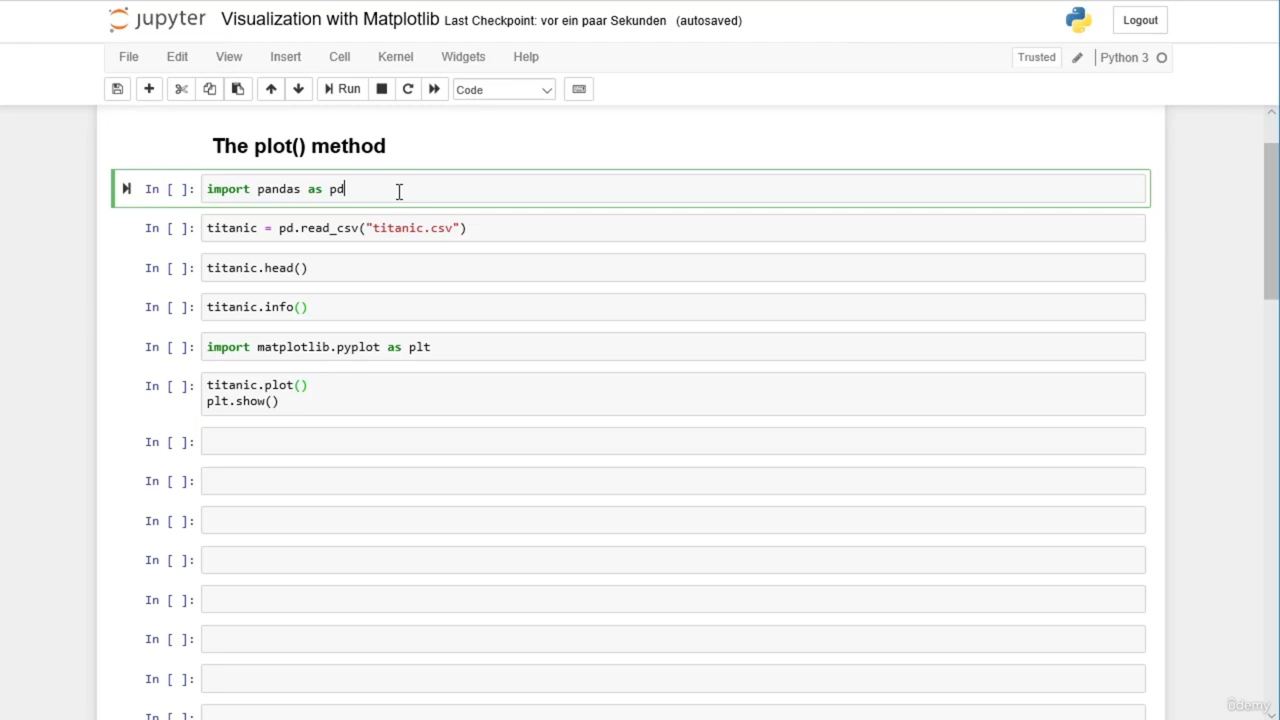 jupyter Visualization with Matplotlib Last Checkpoint: vor ein paar Sekunden (autosaved) Logout
File Edit View Insert Cell Kernel Widgets Help Trusted Python 3
Run Code
The plot() method
In [ ]: import pandas as pd
In [ ]: titanic = pd.read_csv("titanic.csv")
In [ ]: titanic.head()
In [ ]: titanic.info()
In [ ]: import matplotlib.pyplot as plt
In [ ]: titanic.plot()
plt.show()
In [ ]:
In [ ]:
In [ ]:
In [ ]:
In [ ]:
In [ ]:
In [ ]:
In [ ]:
Udemy